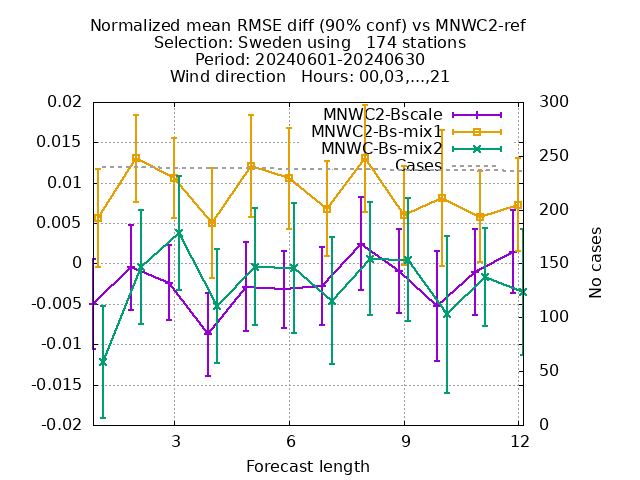 Normalized mean RMSE diff (90% conf) vs MNWC2-ref
Selection: Sweden using   174 stations
Period: 20240601-20240630
Wind direction   Hours: 00,03,...,21
MNWC2-Bscale
MNWC2-Bs-mix1
MNWC-Bs-mix2
Cases
0.02
0.015
0.01
0.005
0
-0.005
-0.01
-0.015
-0.02
300
250
200
150
100
50
0
No cases
3
6
9
12
Forecast length